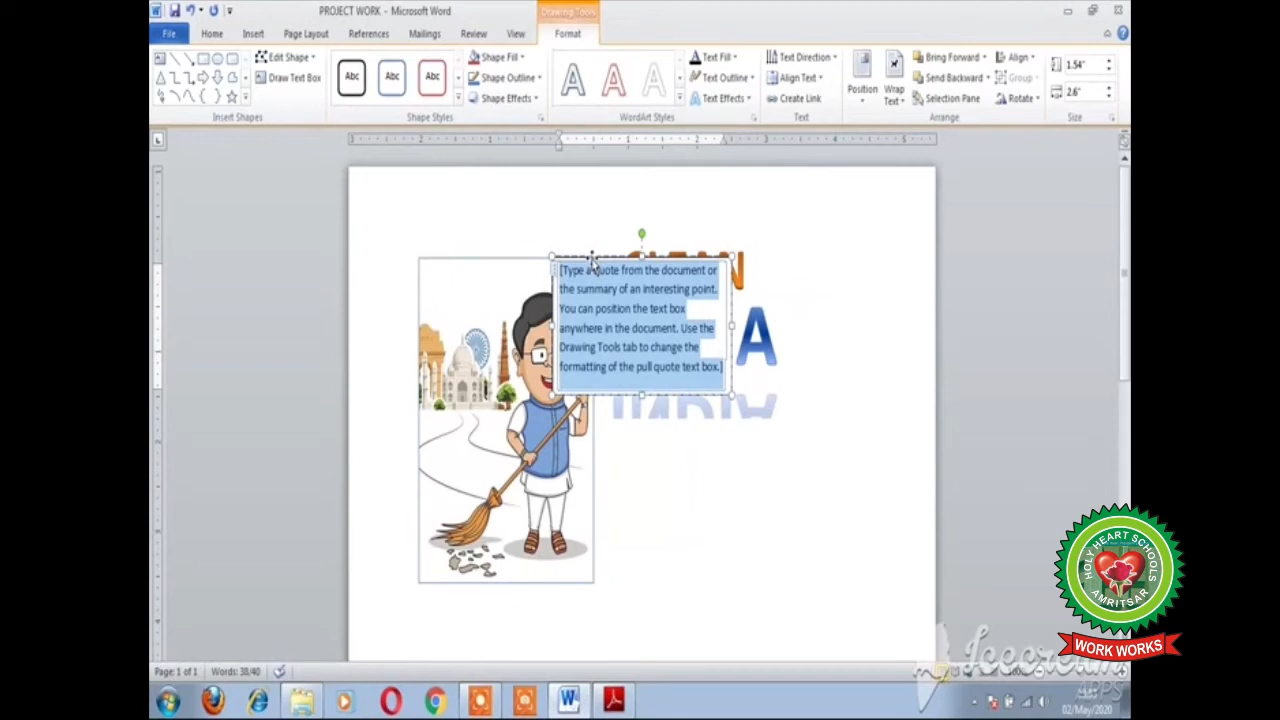 PROJECT WORK - Microsoft Word
Drawing Tools
File Home Insert Page Layout References Mailings Review View Format
Edit Shape
Draw Text Box
Insert Shapes
Abc Abc Abc
Shape Fill
Shape Outline
Shape Effects
Shape Styles
A A A
Text Fill
Text Outline
Text Effects
WordArt Styles
Text Direction
Align Text
Create Link
Text
Position
Wrap Text
Bring Forward
Send Backward
Selection Pane
Align
Group
Rotate
Arrange
1.54"
2.6"
Size
[Type a quote from the document or
the summary of an interesting point.
You can position the text box
anywhere in the document. Use the
Drawing Tools tab to change the
formatting of the pull quote text box.]
A
HOLY HEART SCHOOLS
AMRITSAR
WORK WORKS
Page: 1 of 1 Words: 38/40
Icecream
APPS
02/May/2020